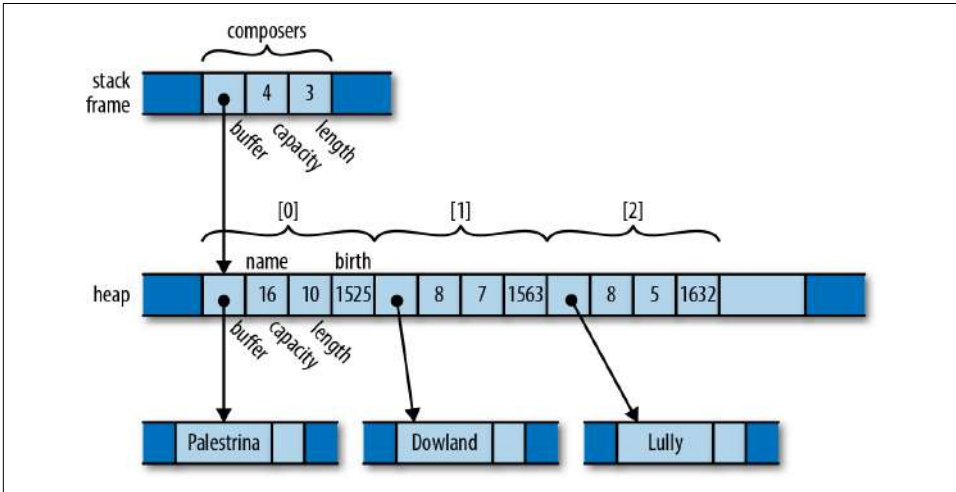 composers
stack
frame
4 3
buffer capacity length
[0] [1] [2]
name birth
heap
16 10 1525 8 7 1563 8 5 1632
buffer capacity length
Palestrina Dowland Lully